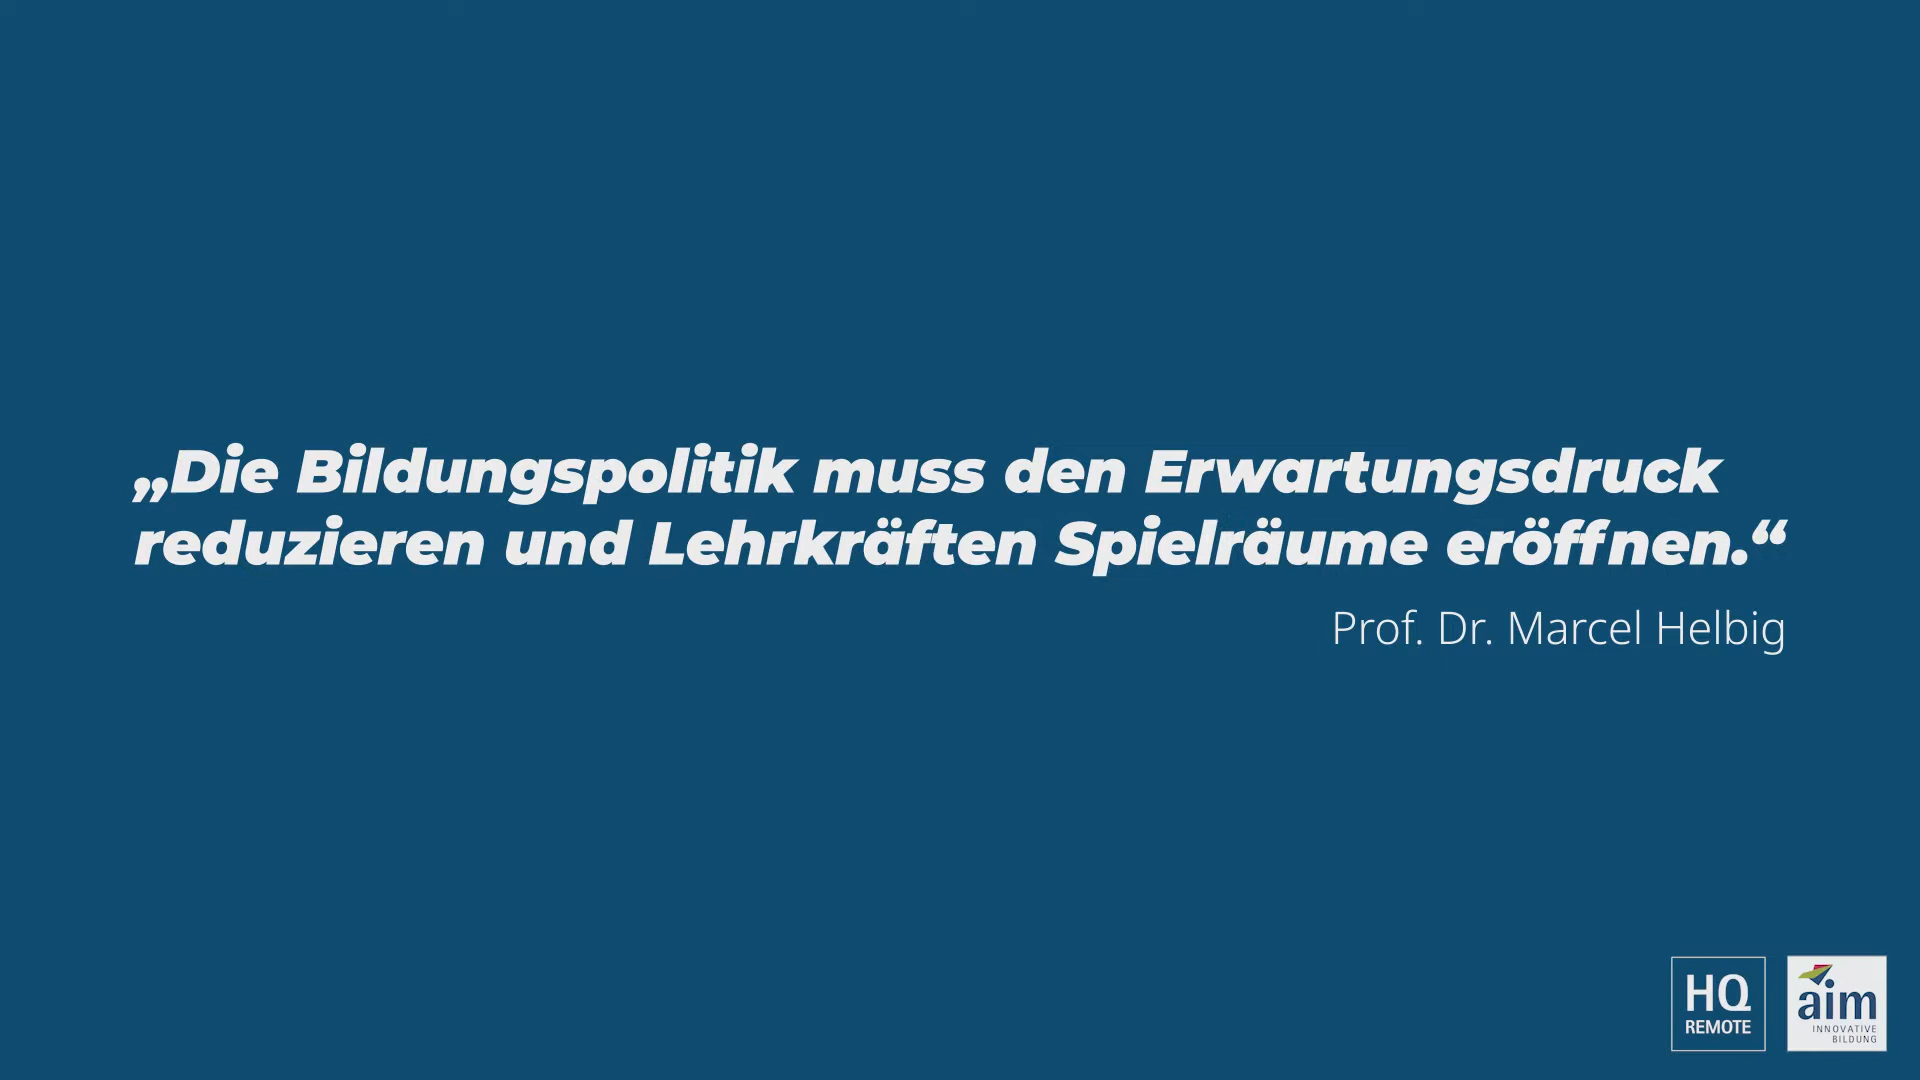 „Die Bildungspolitik muss den Erwartungsdruck
reduzieren und Lehrkräften Spielräume eröffnen.“
Prof. Dr. Marcel Helbig
HQ
REMOTE
aim
INNOVATIVE
BILDUNG